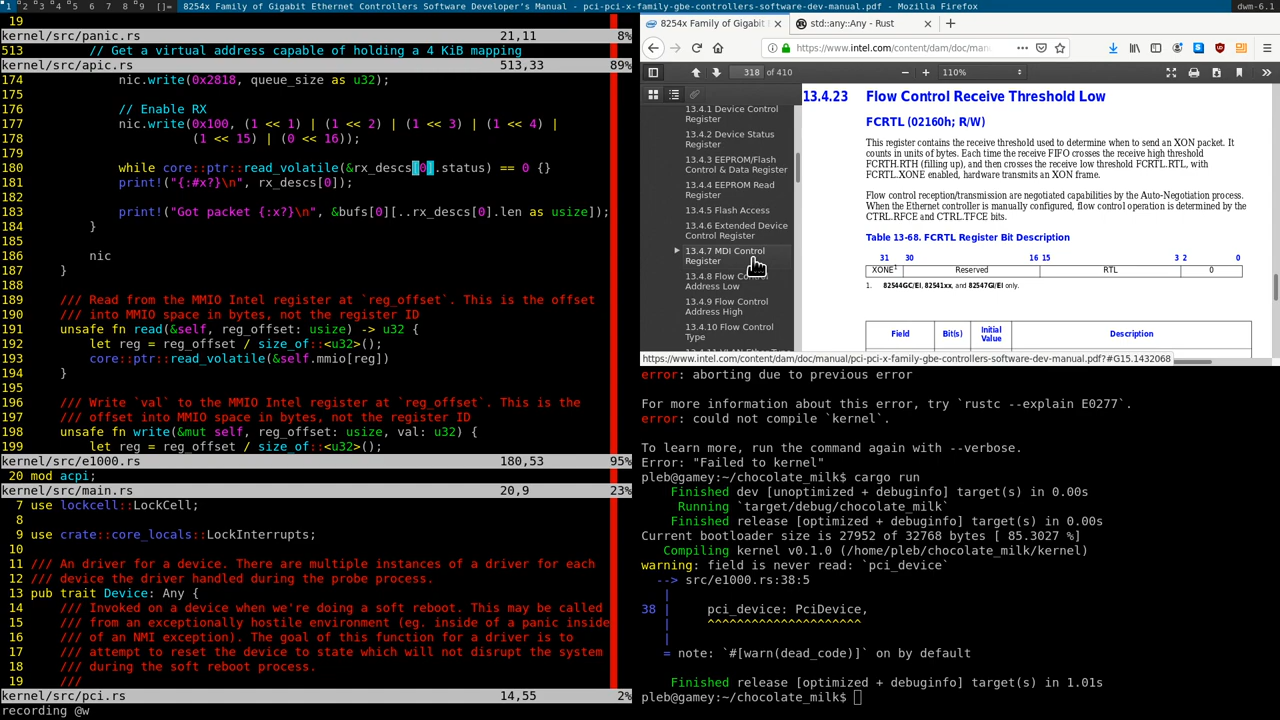 1 2 3 4 5 6 7 8 9 []= 8254x Family of Gigabit Ethernet Controllers Software Developer's Manual - pci-pci-x-family-gbe-controllers-software-dev-manual.pdf - Mozilla Firefox dwm-6.1
19
kernel/src/panic.rs 21,11 8%
513 // Get a virtual address capable of holding a 4 KiB mapping
kernel/src/apic.rs 513,33 89%
174 nic.write(0x2818, queue_size as u32);
175
176 // Enable RX
177 nic.write(0x100, (1 << 1) | (1 << 2) | (1 << 3) | (1 << 4) |
178 (1 << 15) | (0 << 16));
179
180 while core::ptr::read_volatile(&rx_descs[0].status) == 0 {}
181 print!("{:#x?}\n", rx_descs[0]);
182
183 print!("Got packet {:x?}\n", &bufs[0][..rx_descs[0].len as usize]);
184 }
185
186 nic
187 }
188
189 /// Read from the MMIO Intel register at `reg_offset`. This is the offset
190 /// into MMIO space in bytes, not the register ID
191 unsafe fn read(&self, reg_offset: usize) -> u32 {
192 let reg = reg_offset / size_of::<u32>();
193 core::ptr::read_volatile(&self.mmio[reg])
194 }
195
196 /// Write `val` to the MMIO Intel register at `reg_offset`. This is the
197 /// offset into MMIO space in bytes, not the register ID
198 unsafe fn write(&mut self, reg_offset: usize, val: u32) {
199 let reg = reg_offset / size_of::<u32>();
kernel/src/e1000.rs 180,53 95%
20 mod acpi;
kernel/src/main.rs 20,9 23%
7 use lockcell::LockCell;
8
9 use crate::core_locals::LockInterrupts;
10
11 /// An driver for a device. There are multiple instances of a driver for each
12 /// device the driver handled during the probe process.
13 pub trait Device: Any {
14 /// Invoked on a device when we're doing a soft reboot. This may be called
15 /// from an exceptionally hostile environment (eg. inside of a panic inside
16 /// of an NMI exception). The goal of this function for a driver is to
17 /// attempt to reset the device to state which will not disrupt the system
18 /// during the soft reboot process.
19 ///
kernel/src/pci.rs 14,55 2%
recording @w
8254x Family of Gigabit
std::any::Any - Rust
https://www.intel.com/content/dam/doc/man
318 of 410
110%
13.4.1 Device Control
Register
13.4.2 Device Status
Register
13.4.3 EEPROM/Flash
Control & Data Register
13.4.4 EEPROM Read
Register
13.4.5 Flash Access
13.4.6 Extended Device
Control Register
13.4.7 MDI Control
Register
13.4.8 Flow
Address Low
13.4.9 Flow Control
Address High
13.4.10 Flow Control
Type
13.4.23 Flow Control Receive Threshold Low
FCRTL (02160h; R/W)
This register contains the receive threshold used to determine when to send an XON packet. It
counts in units of bytes. Each time the receive FIFO crosses the receive high threshold
FCRTH.RTH (filling up), and then crosses the receive low threshold FCRTL.RTL, with
FCRTL.XONE enabled, hardware transmits an XON frame.
Flow control reception/transmission are negotiated capabilities by the Auto-Negotiation process.
When the Ethernet controller is manually configured, flow control operation is determined by the
CTRL.RFCE and CTRL.TFCE bits.
Table 13-68. FCRTL Register Bit Description
31 30 16 15 3 2 0
XONE1 Reserved RTL 0
1. 82544GC/EI, 82541xx, and 82547GI/EI only.
Field Bit(s) Initial Value Description
https://www.intel.com/content/dam/doc/manual/pci-pci-x-family-gbe-controllers-software-dev-manual.pdf?#G15.1432068
error: aborting due to previous error
For more information about this error, try `rustc --explain E0277`.
error: could not compile `kernel`.
To learn more, run the command again with --verbose.
Error: "Failed to kernel"
pleb@gamey:~/chocolate_milk$ cargo run
Finished dev [unoptimized + debuginfo] target(s) in 0.00s
Running `target/debug/chocolate_milk`
Finished release [optimized + debuginfo] target(s) in 0.00s
Current bootloader size is 27952 of 32768 bytes [ 85.3027 %]
Compiling kernel v0.1.0 (/home/pleb/chocolate_milk/kernel)
warning: field is never read: `pci_device`
--> src/e1000.rs:38:5
|
38 | pci_device: PciDevice,
| ^^^^^^^^^^^^^^^^^^^^^
|
= note: `#[warn(dead_code)]` on by default
Finished release [optimized + debuginfo] target(s) in 1.01s
pleb@gamey:~/chocolate_milk$